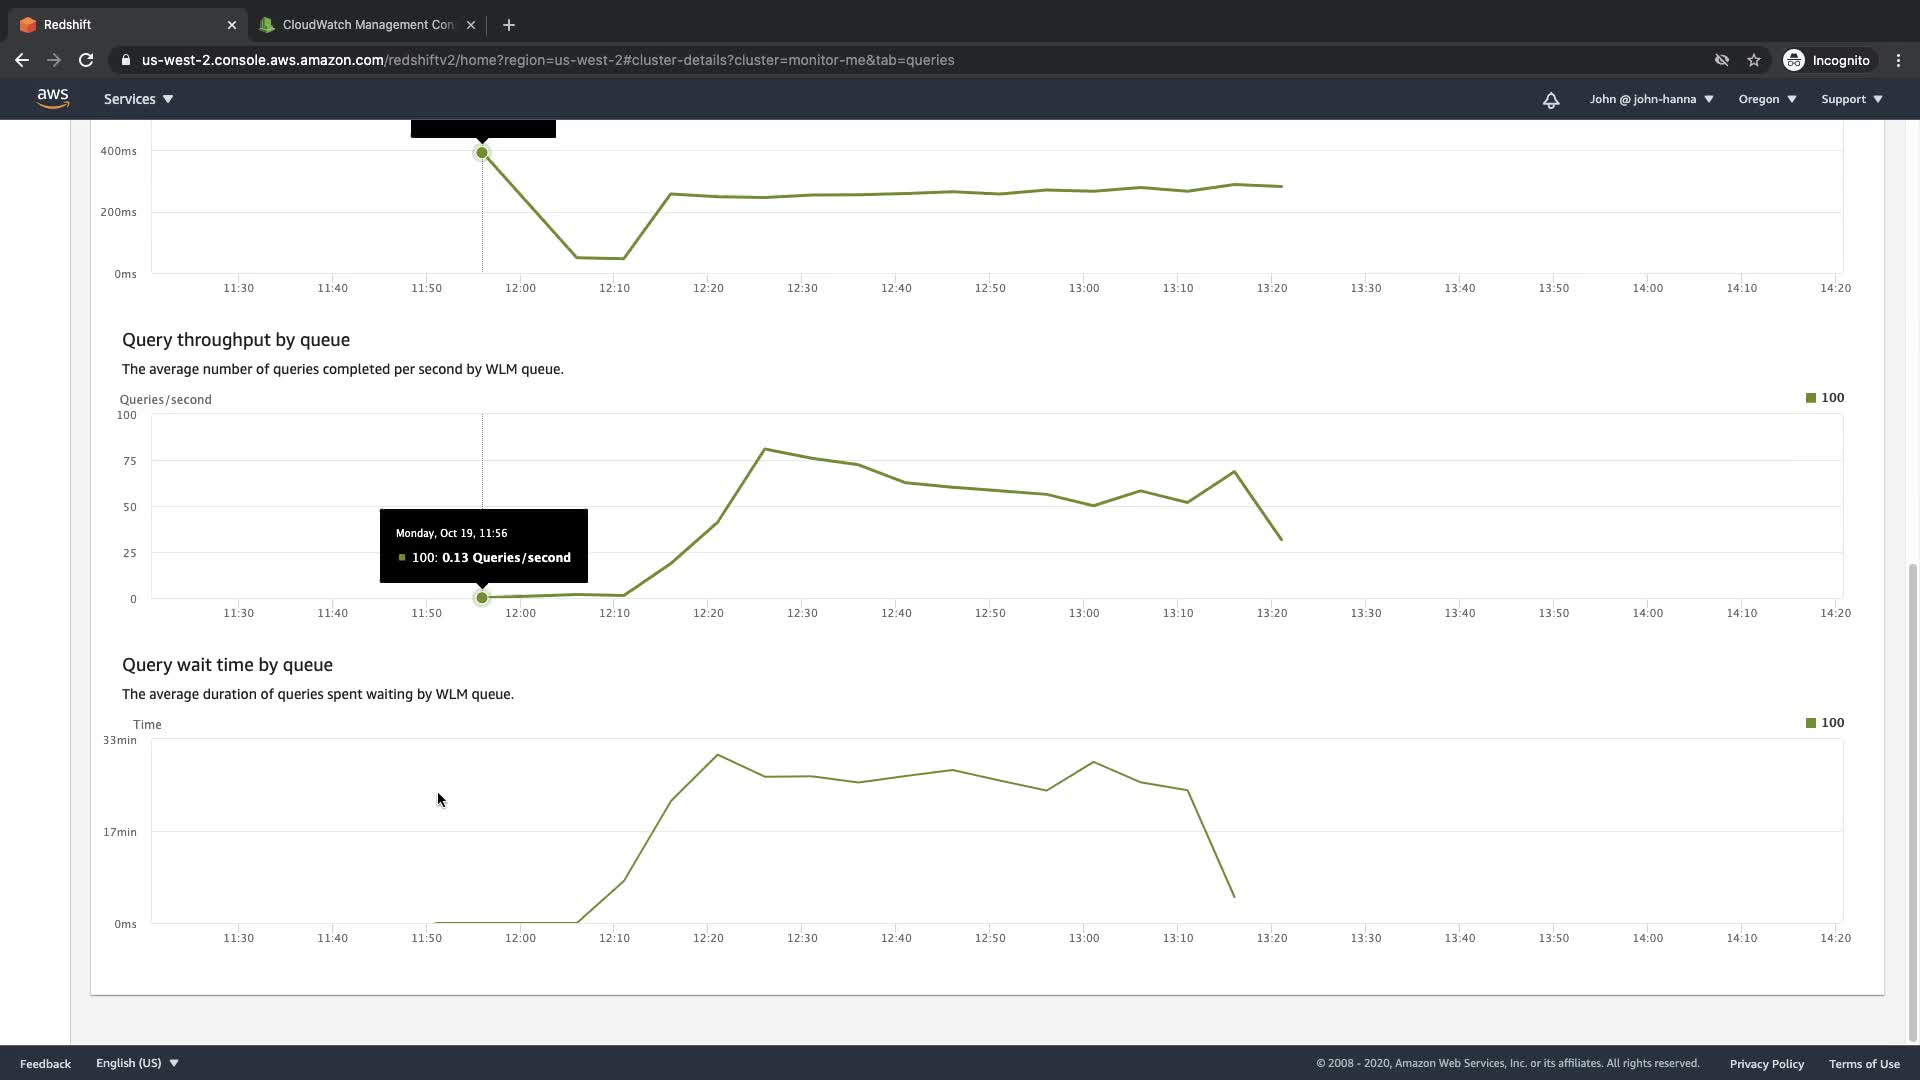 Redshift
CloudWatch Management Con
us-west-2.console.aws.amazon.com/redshiftv2/home?region=us-west-2#cluster-details?cluster=monitor-me&tab=queries
Incognito
aws
Services
John @ john-hanna
Oregon
Support
400ms
200ms
0ms
11:30 11:40 11:50 12:00 12:10 12:20 12:30 12:40 12:50 13:00 13:10 13:20 13:30 13:40 13:50 14:00 14:10 14:20
Query throughput by queue
The average number of queries completed per second by WLM queue.
Queries/second
100
100
75
50
25
0
Monday, Oct 19, 11:56
100: 0.13 Queries/second
11:30 11:40 11:50 12:00 12:10 12:20 12:30 12:40 12:50 13:00 13:10 13:20 13:30 13:40 13:50 14:00 14:10 14:20
Query wait time by queue
The average duration of queries spent waiting by WLM queue.
Time
100
33min
17min
0ms
11:30 11:40 11:50 12:00 12:10 12:20 12:30 12:40 12:50 13:00 13:10 13:20 13:30 13:40 13:50 14:00 14:10 14:20
Feedback
English (US)
© 2008 - 2020, Amazon Web Services, Inc. or its affiliates. All rights reserved.
Privacy Policy
Terms of Use